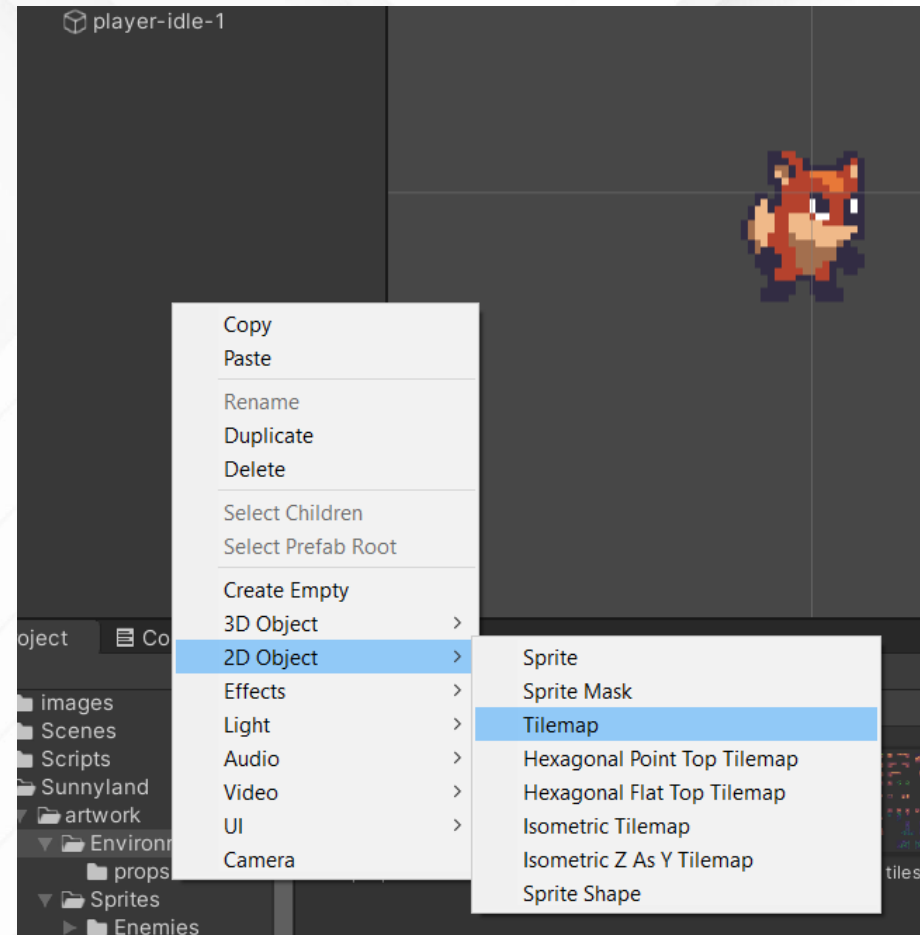 player-idle-1
Copy
Paste
Rename
Duplicate
Delete
Select Children
Select Prefab Root
Create Empty
3D Object
2D Object
Effects
Light
Audio
Video
UI
Camera
Sprite
Sprite Mask
Tilemap
Hexagonal Point Top Tilemap
Hexagonal Flat Top Tilemap
Isometric Tilemap
Isometric Z As Y Tilemap
Sprite Shape
oject
Co
images
Scenes
Scripts
Sunnyland
artwork
Environ
props
Sprites
Enemies
tiles